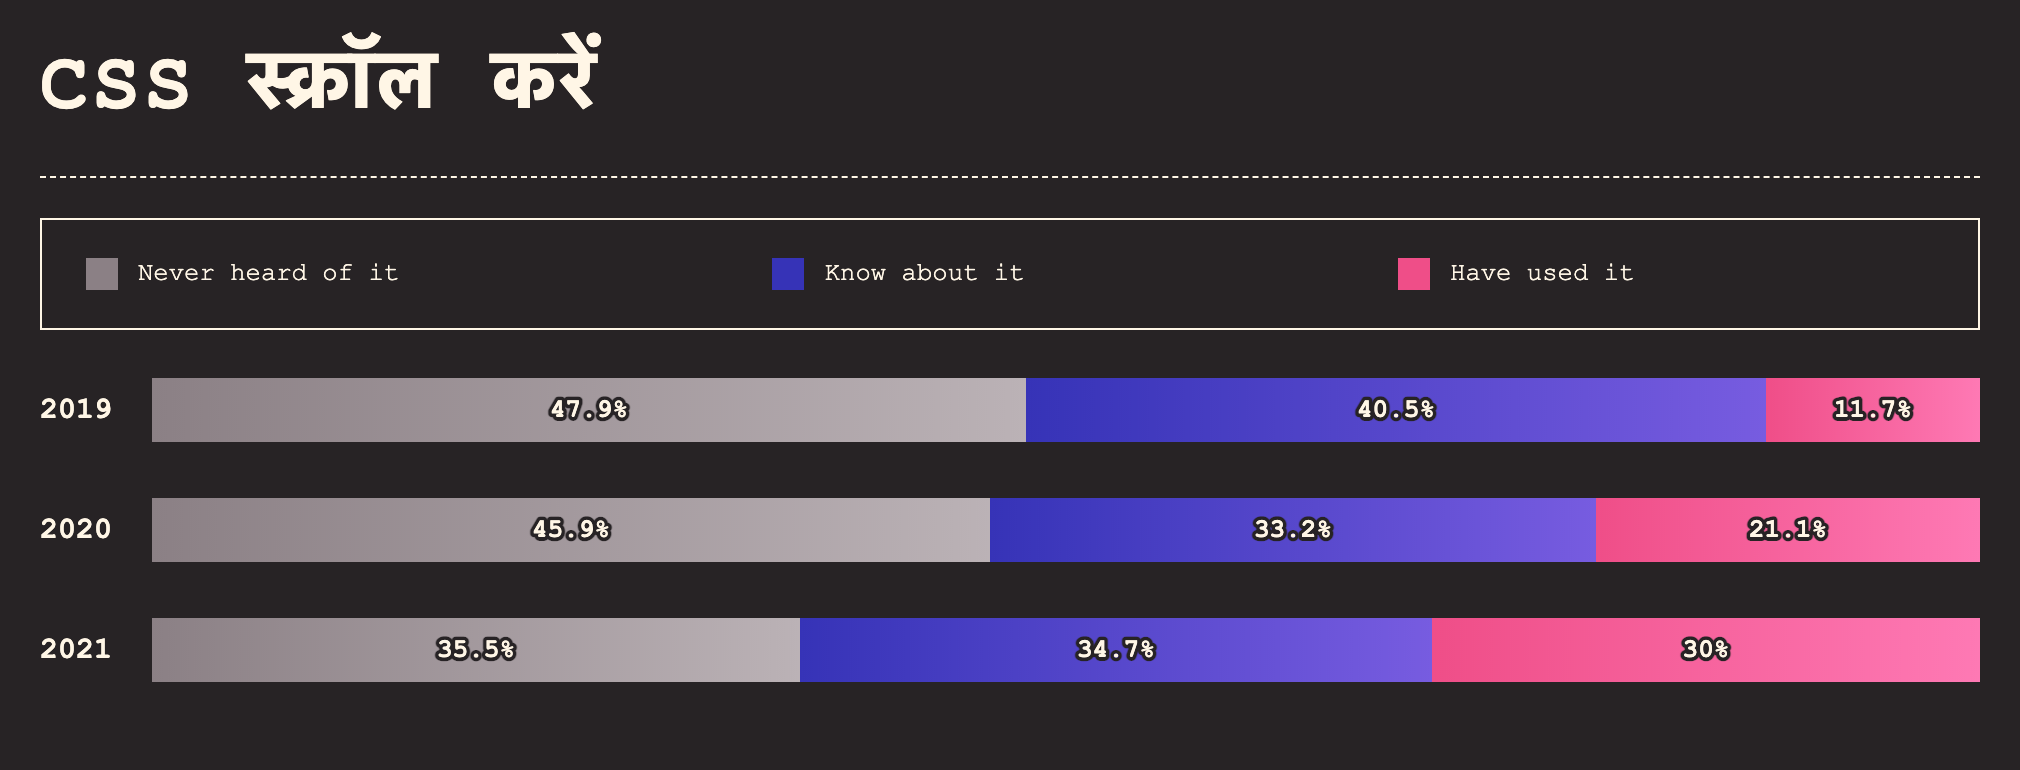 CSS स्क्रॉल करें
Never heard of it Know about it Have used it
2019 47.9% 40.5% 11.7%
2020 45.9% 33.2% 21.1%
2021 35.5% 34.7% 30%